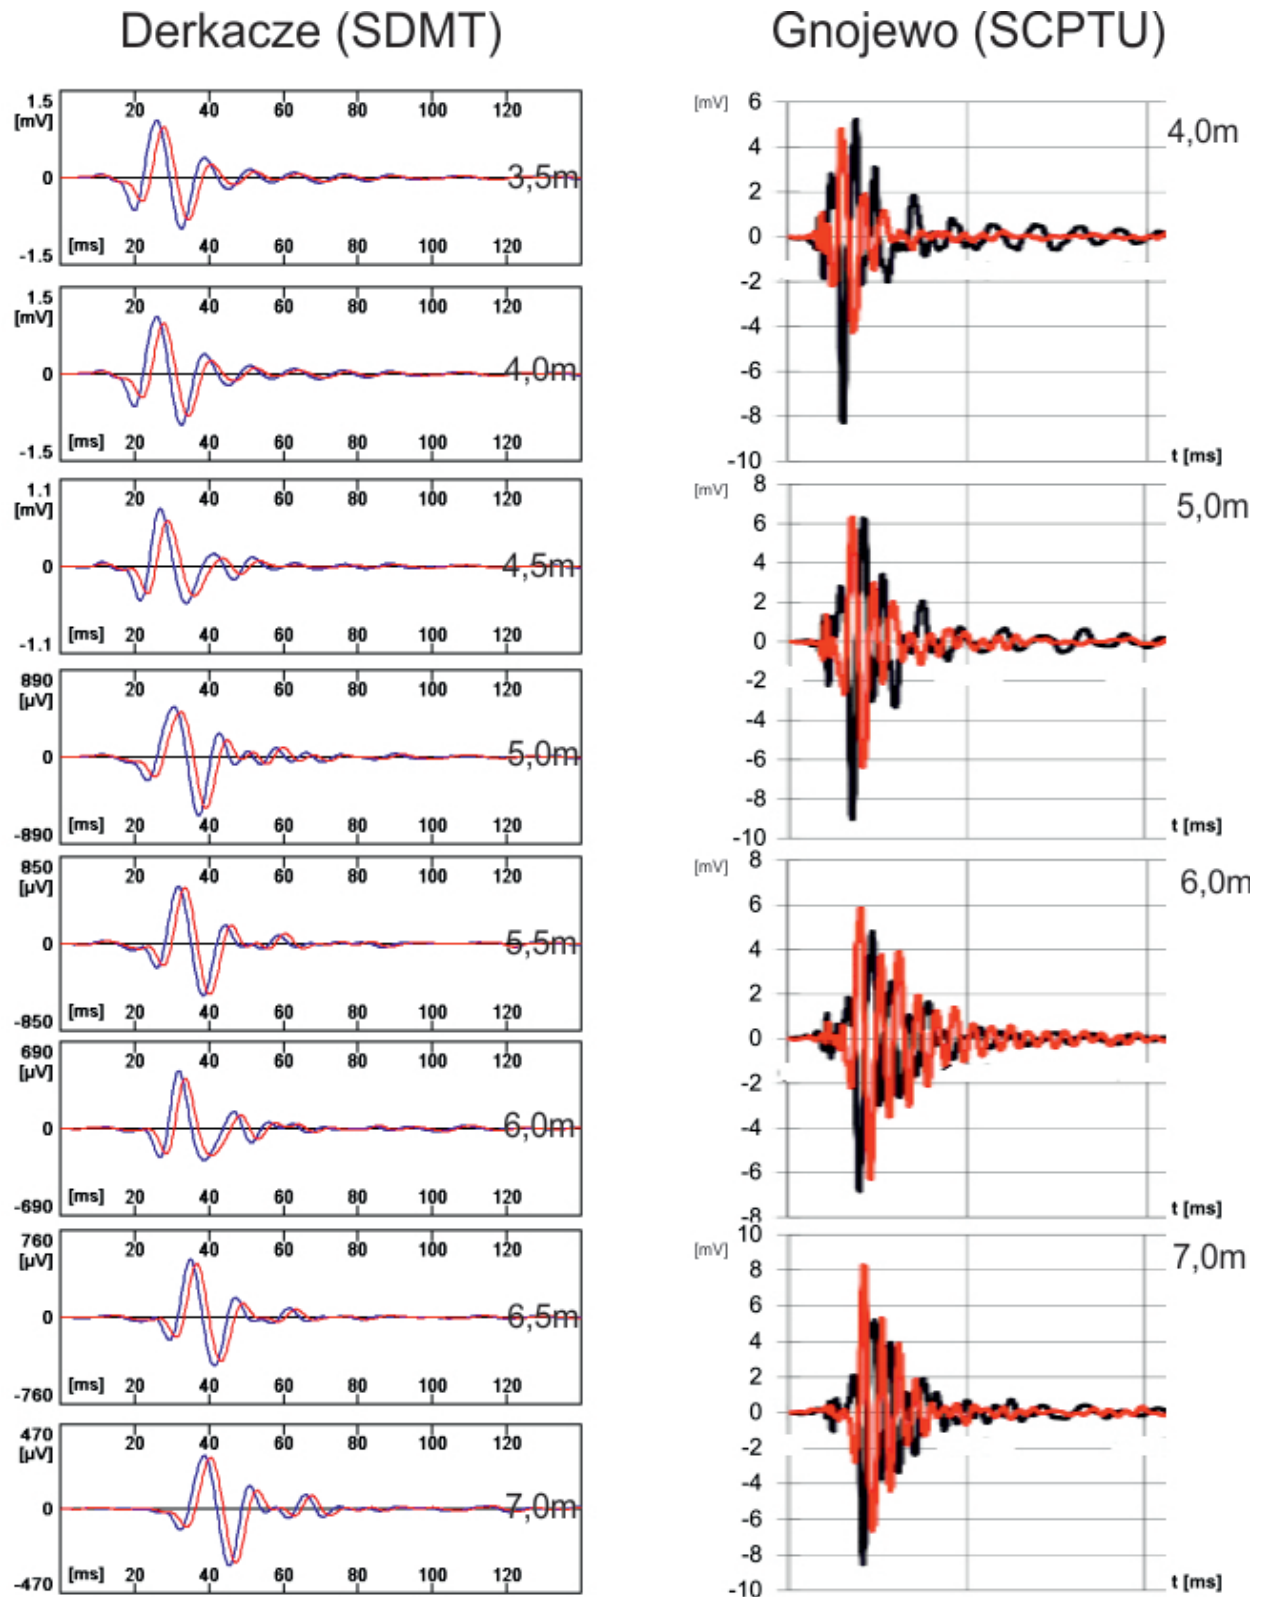 Derkacze (SDMT)
1.5
[mV]
20 40 60 80 100 120
0
3,5m
[ms] 20 40 60 80 100 120
-1.5
1.5
[mV]
20 40 60 80 100 120
0
4,0m
[ms] 20 40 60 80 100 120
-1.5
1.1
[mV]
20 40 60 80 100 120
0
4,5m
[ms] 20 40 60 80 100 120
-1.1
890
[µV]
20 40 60 80 100 120
0
5,0m
[ms] 20 40 60 80 100 120
-890
850
[µV]
20 40 60 80 100 120
0
5,5m
[ms] 20 40 60 80 100 120
-850
690
[µV]
20 40 60 80 100 120
0
6,0m
[ms] 20 40 60 80 100 120
-690
760
[µV]
20 40 60 80 100 120
0
6,5m
[ms] 20 40 60 80 100 120
-760
470
[µV]
20 40 60 80 100 120
0
7,0m
[ms] 20 40 60 80 100 120
-470
Gnojewo (SCPTU)
[mV] 6
4,0m
4
2
0
-2
-4
-6
-8
-10
t [ms]
[mV] 8
5,0m
6
4
2
0
-2
-4
-6
-8
-10
t [ms]
[mV] 8
6,0m
6
4
2
0
-2
-4
-6
-8
t [ms]
10
[mV]
7,0m
8
6
4
2
0
-2
-4
-6
-8
-10
t [ms]